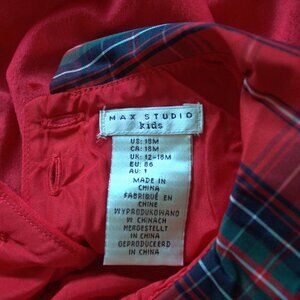 MAX STUDIO
kids
US: 18M
CA: 18M
UK: 12-18M
EU: 86
AU: 1
MADE IN
CHINA
FABRIQUÉ EN
CHINE
WYPRODUKOWANO
W CHINACH
HERGESTELLT
IN CHINA
GEPRODUCEERD
IN CHINA